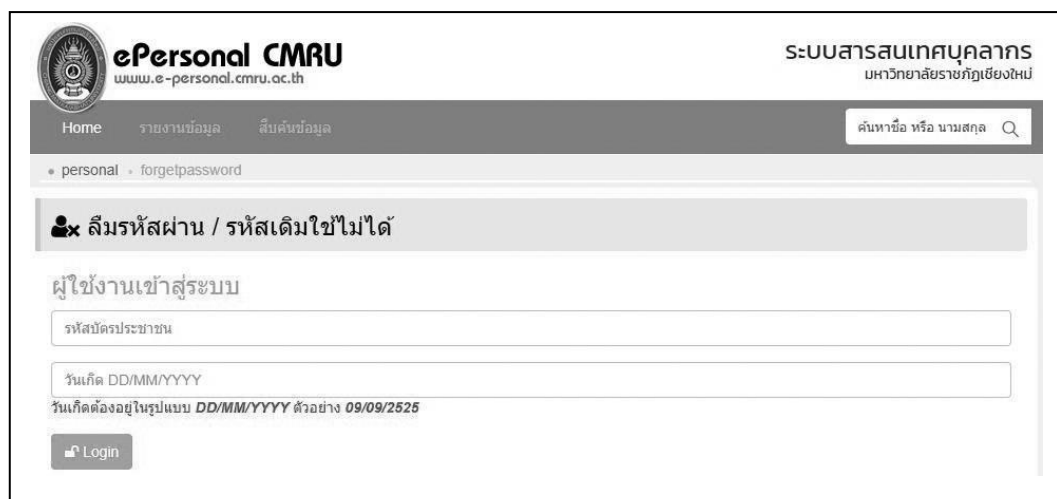 ePersonal CMRU
www.e-personal.cmru.ac.th
ระบบสารสนเทศบุคลากร
มหาวิทยาลัยราชภัฏเชียงใหม่
Home รายงานข้อมูล สืบค้นข้อมูล
ค้นหาชื่อ หรือ นามสกุล
personal forgetpassword
ลืมรหัสผ่าน / รหัสเดิมใช้ไม่ได้
ผู้ใช้งานเข้าสู่ระบบ
รหัสบัตรประชาชน
วันเกิด DD/MM/YYYY
วันเกิดต้องอยู่ในรูปแบบ DD/MM/YYYY ตัวอย่าง 09/09/2525
Login